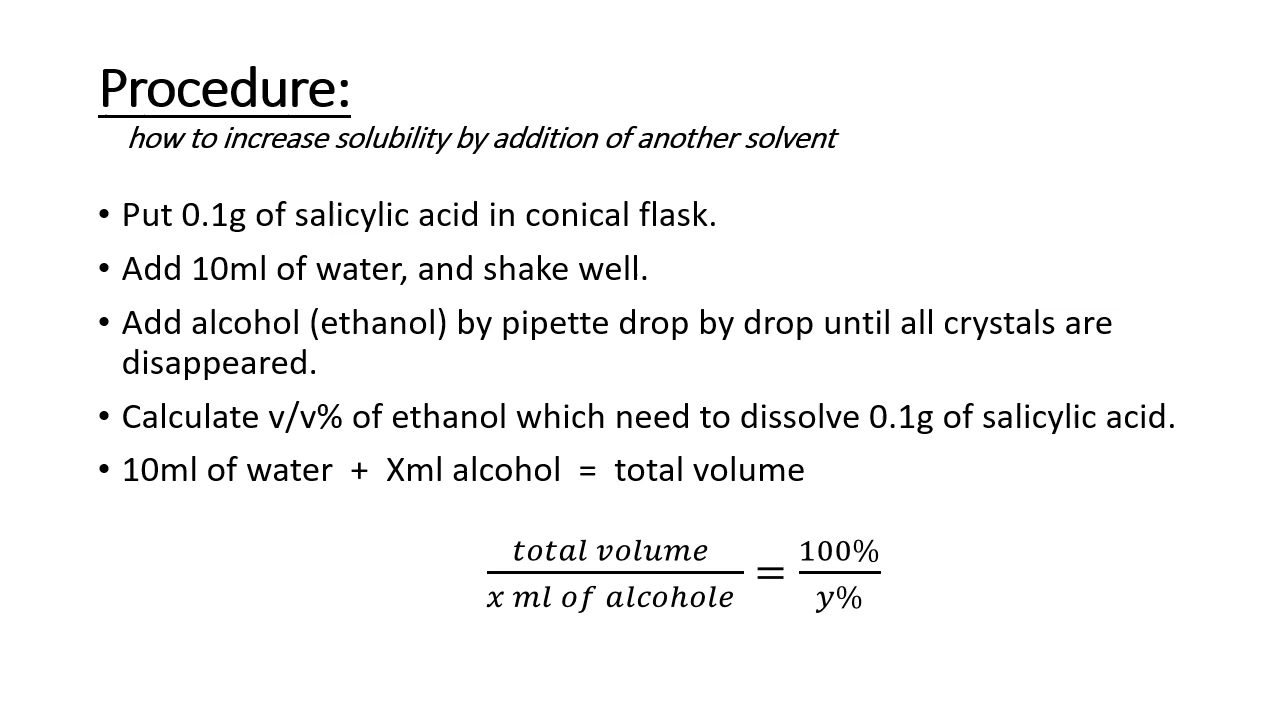 Procedure:
how to increase solubility by addition of another solvent
• Put 0.1g of salicylic acid in conical flask.
• Add 10ml of water, and shake well.
• Add alcohol (ethanol) by pipette drop by drop until all crystals are
disappeared.
• Calculate v/v% of ethanol which need to dissolve 0.1g of salicylic acid.
• 10ml of water + Xml alcohol = total volume
total volume / x ml of alcohole = 100% / y%